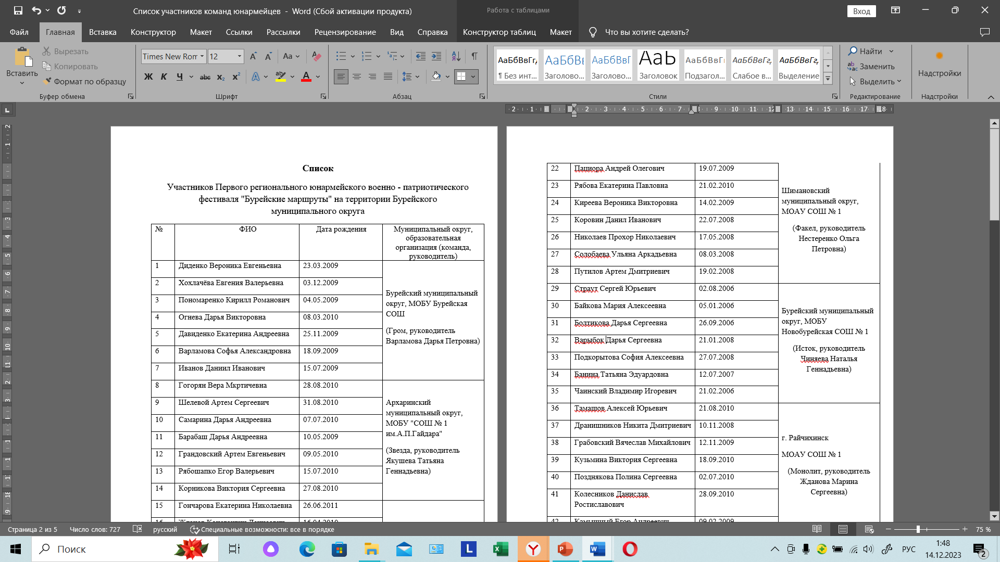 Список участников команд юнармейцев - Word (Сбой активации продукта)
Работа с таблицами
Вход
Файл Главная Вставка Конструктор Макет Ссылки Рассылки Рецензирование Вид Справка Конструктор таблиц Макет Что вы хотите сделать?
Вставить
Вырезать
Копировать
Формат по образцу
Буфер обмена
Times New Ror 12
Шрифт
Абзац
АаБбВвГгД АаБбВ АаБбВвГ АаЬ АаБбВвГ АаБбВвГг, АаБбВвГг,
¶ Без инт... Заголово... Заголово... Заголовок Подзагол... Слабое в... Выделение
Стили
Найти
Заменить
Выделить
Редактирование
Надстройки
Надстройки
Список
Участников Первого регионального юнармейского военно - патриотического
фестиваля "Бурейские маршруты" на территории Бурейского
муниципального округа
№ ФИО Дата рождения Муниципальный округ,
образовательная
организация (команда,
руководитель)
1 Диденко Вероника Евгеньевна 23.03.2009
2 Хохлачёва Евгения Валерьевна 03.12.2009
3 Пономаренко Кирилл Романович 04.05.2009
4 Огнева Дарья Викторовна 08.03.2010
5 Давиденко Екатерина Андреевна 25.11.2009
6 Варламова Софья Александровна 18.09.2009
7 Иванов Даниил Иванович 15.07.2009
Бурейский муниципальный
округ, МОБУ Бурейская
СОШ
(Гром, руководитель
Варламова Дарья Петровна)
8 Гогорян Вера Мкртичевна 28.08.2010
9 Шелевой Артем Сергеевич 31.08.2010
10 Самарина Дарья Андреевна 07.07.2010
11 Барабаш Дарья Андреевна 10.05.2009
12 Грандовский Артем Евгеньевич 09.05.2010
13 Рябошапко Егор Валерьевич 15.07.2010
14 Корникова Виктория Сергеевна 27.08.2010
Архаринский
муниципальный округ,
МОБУ "СОШ № 1
им.А.П.Гайдара"
(Звезда, руководитель
Якушева Татьяна
Геннадьевна)
15 Гончарова Екатерина Николаевна 26.06.2011
22 Пациора Андрей Олегович 19.07.2009
23 Рябова Екатерина Павловна 21.02.2010
24 Киреева Вероника Викторовна 14.02.2009
25 Коровин Данил Иванович 22.07.2008
26 Николаев Прохор Николаевич 17.05.2008
27 Солобаева Ульяна Аркадьевна 08.03.2008
28 Путилов Артем Дмитриевич 19.02.2008
Шимановский
муниципальный округ,
МОАУ СОШ № 1
(Факел, руководитель
Нестеренко Ольга
Петровна)
29 Страут Сергей Юрьевич 02.08.2006
30 Байкова Мария Алексеевна 05.01.2006
31 Болтикова Дарья Сергеевна 26.09.2006
32 Варыбок Дарья Сергеевна 21.01.2008
33 Подкорытова София Алексеевна 27.07.2008
34 Банина Татьяна Эдуардовна 12.07.2007
35 Чаинский Владимир Игоревич 21.02.2006
Бурейский муниципальный
округ, МОБУ
Новобурейская СОШ № 1
(Исток, руководитель
Чиняева Наталья
Геннадьевна)
36 Тамашов Алексей Юрьевич 21.08.2010
37 Дранишников Никита Дмитриевич 10.11.2008
38 Грабовский Вячеслав Михайлович 12.11.2009
39 Кузьмина Виктория Сергеевна 18.09.2010
40 Позднякова Полина Сергеевна 02.07.2010
41 Колесников Данислав 28.09.2010
Ростиславович
42 Камышный Егор Андреевич 09.02.2009
г. Райчихинск
МОАУ СОШ № 1
(Монолит, руководитель
Жданова Марина
Сергеевна)
Страница 2 из 5 Число слов: 727 русский Специальные возможности: все в порядке 75 %
Поиск
РУС
1:48
14.12.2023
2